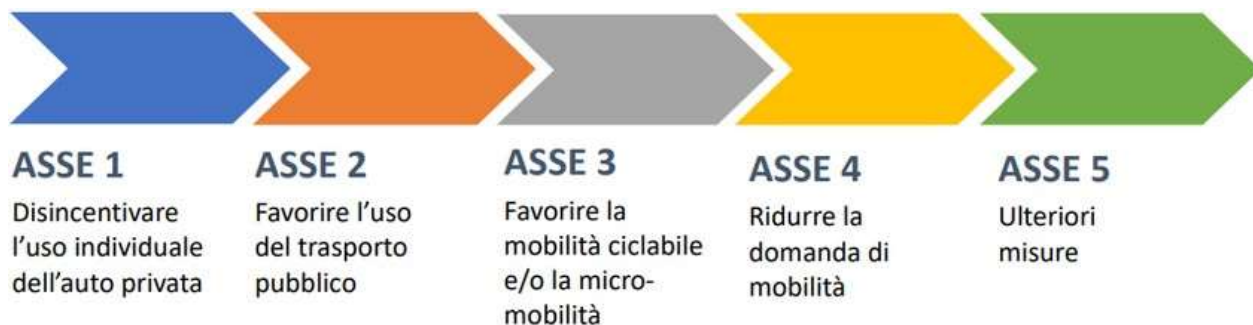 ASSE 1
Disincentivare
l'uso individuale
dell'auto privata
ASSE 2
Favorire l'uso
del trasporto
pubblico
ASSE 3
Favorire la
mobilità ciclabile
e/o la micro-
mobilità
ASSE 4
Ridurre la
domanda di
mobilità
ASSE 5
Ulteriori
misure